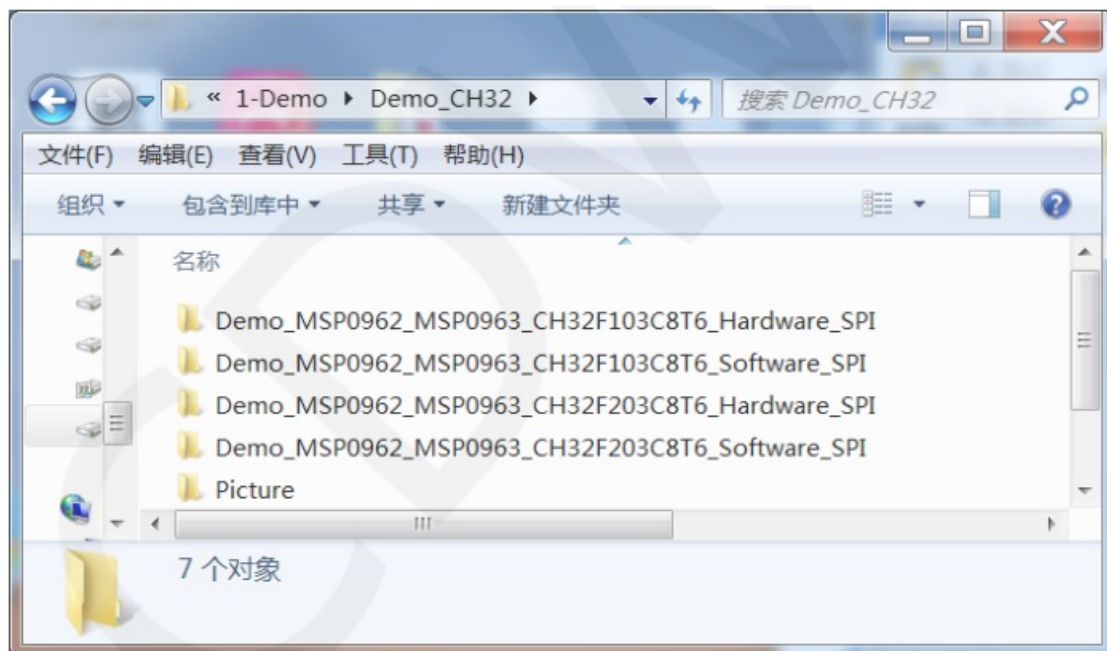 « 1-Demo Demo_CH32 搜索 Demo_CH32
文件(F) 编辑(E) 查看(V) 工具(T) 帮助(H)
组织 包含到库中 共享 新建文件夹
名称
Demo_MSP0962_MSP0963_CH32F103C8T6_Hardware_SPI
Demo_MSP0962_MSP0963_CH32F103C8T6_Software_SPI
Demo_MSP0962_MSP0963_CH32F203C8T6_Hardware_SPI
Demo_MSP0962_MSP0963_CH32F203C8T6_Software_SPI
Picture
7 个对象